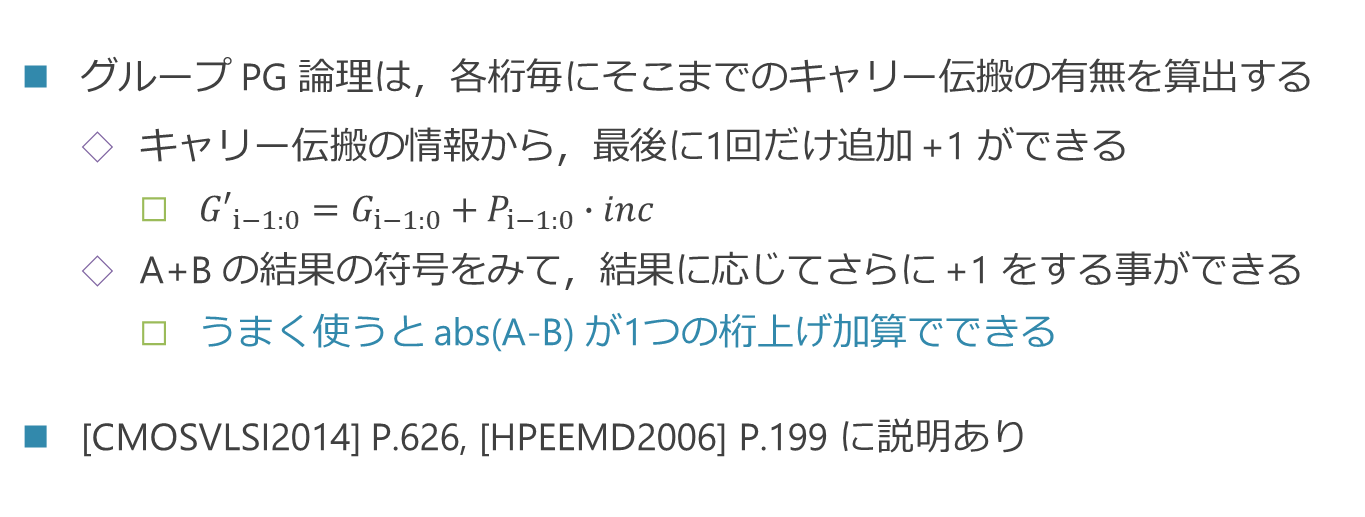 ■ グループ PG 論理は，各桁毎にそこまでのキャリー伝搬の有無を算出する
◇ キャリー伝搬の情報から，最後に1回だけ追加 +1 ができる
□ G′i−1:0 = Gi−1:0 + Pi−1:0 · inc
◇ A+B の結果の符号をみて，結果に応じてさらに +1 をする事ができる
□ うまく使うと abs(A-B) が1つの桁上げ加算でできる
■ [CMOSVLSI2014] P.626, [HPEEMD2006] P.199 に説明あり